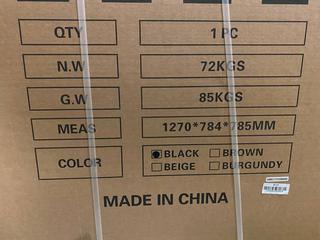 QTY 1 PC
N.W 72KGS
G.W 85KGS
MEAS 1270*784*785MM
COLOR BLACK BROWN
BEIGE BURGUNDY
MADE IN CHINA